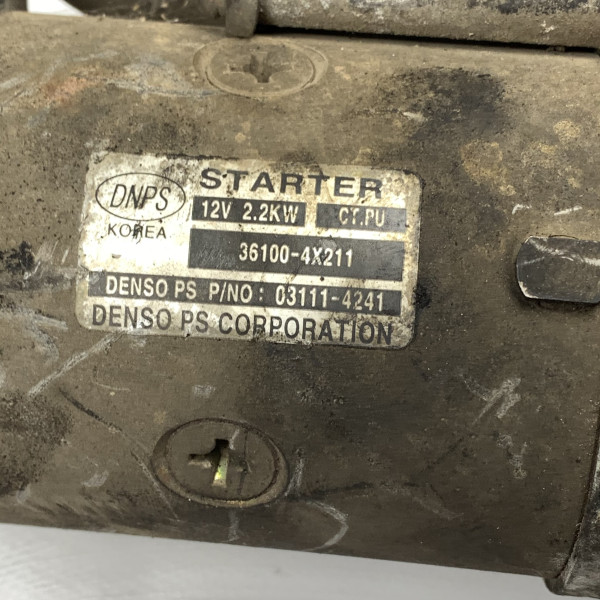 DNPS
KOREA
STARTER
12V 2.2KW CT.PU
36100-4X211
DENSO PS P/NO: 03111-4241
DENSO PS CORPORATION